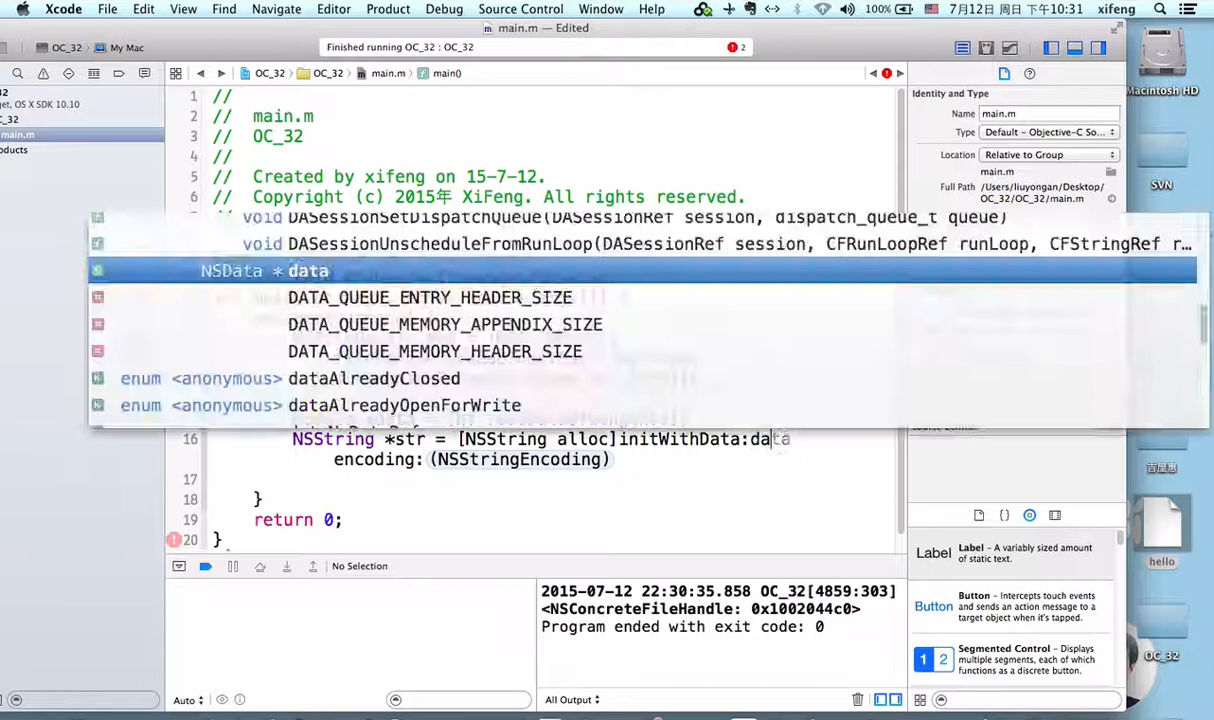 Xcode File Edit View Find Navigate Editor Product Debug Source Control Window Help 100% 7月12日 周日 下午10:31 xifeng
main.m — Edited
OC_32 My Mac
Finished running OC_32 : OC_32
2
OC_32 OC_32 main.m main()
32
get, OS X SDK 10.10
C_32
main.m
oducts
1 //
2 // main.m
3 // OC_32
4 //
5 // Created by xifeng on 15-7-12.
6 // Copyright (c) 2015年 XiFeng. All rights reserved.
7 //
void DASessionSetDispatchQueue(DASessionRef session, dispatch_queue_t queue)
void DASessionUnscheduleFromRunLoop(DASessionRef session, CFRunLoopRef runLoop, CFStringRef r…
NSData * data
DATA_QUEUE_ENTRY_HEADER_SIZE
DATA_QUEUE_MEMORY_APPENDIX_SIZE
DATA_QUEUE_MEMORY_HEADER_SIZE
enum <anonymous> dataAlreadyClosed
enum <anonymous> dataAlreadyOpenForWrite
16 NSString *str = [NSString alloc]initWithData:data
encoding:(NSStringEncoding)
17
18 }
19 return 0;
20 }
No Selection
2015-07-12 22:30:35.858 OC_32[4859:303]
<NSConcreteFileHandle: 0x1002044c0>
Program ended with exit code: 0
Auto
All Output
Identity and Type
Name main.m
Type Default - Objective-C So...
Location Relative to Group
main.m
Full Path /Users/liuyongan/Desktop/
OC_32/OC_32/main.m
Label Label - A variably sized amount
of static text.
Button Button - Intercepts touch events
and sends an action message to a
target object when it's tapped.
1 2 Segmented Control - Displays
multiple segments, each of which
functions as a discrete button.
Macintosh HD
SVN
hello
OC_32